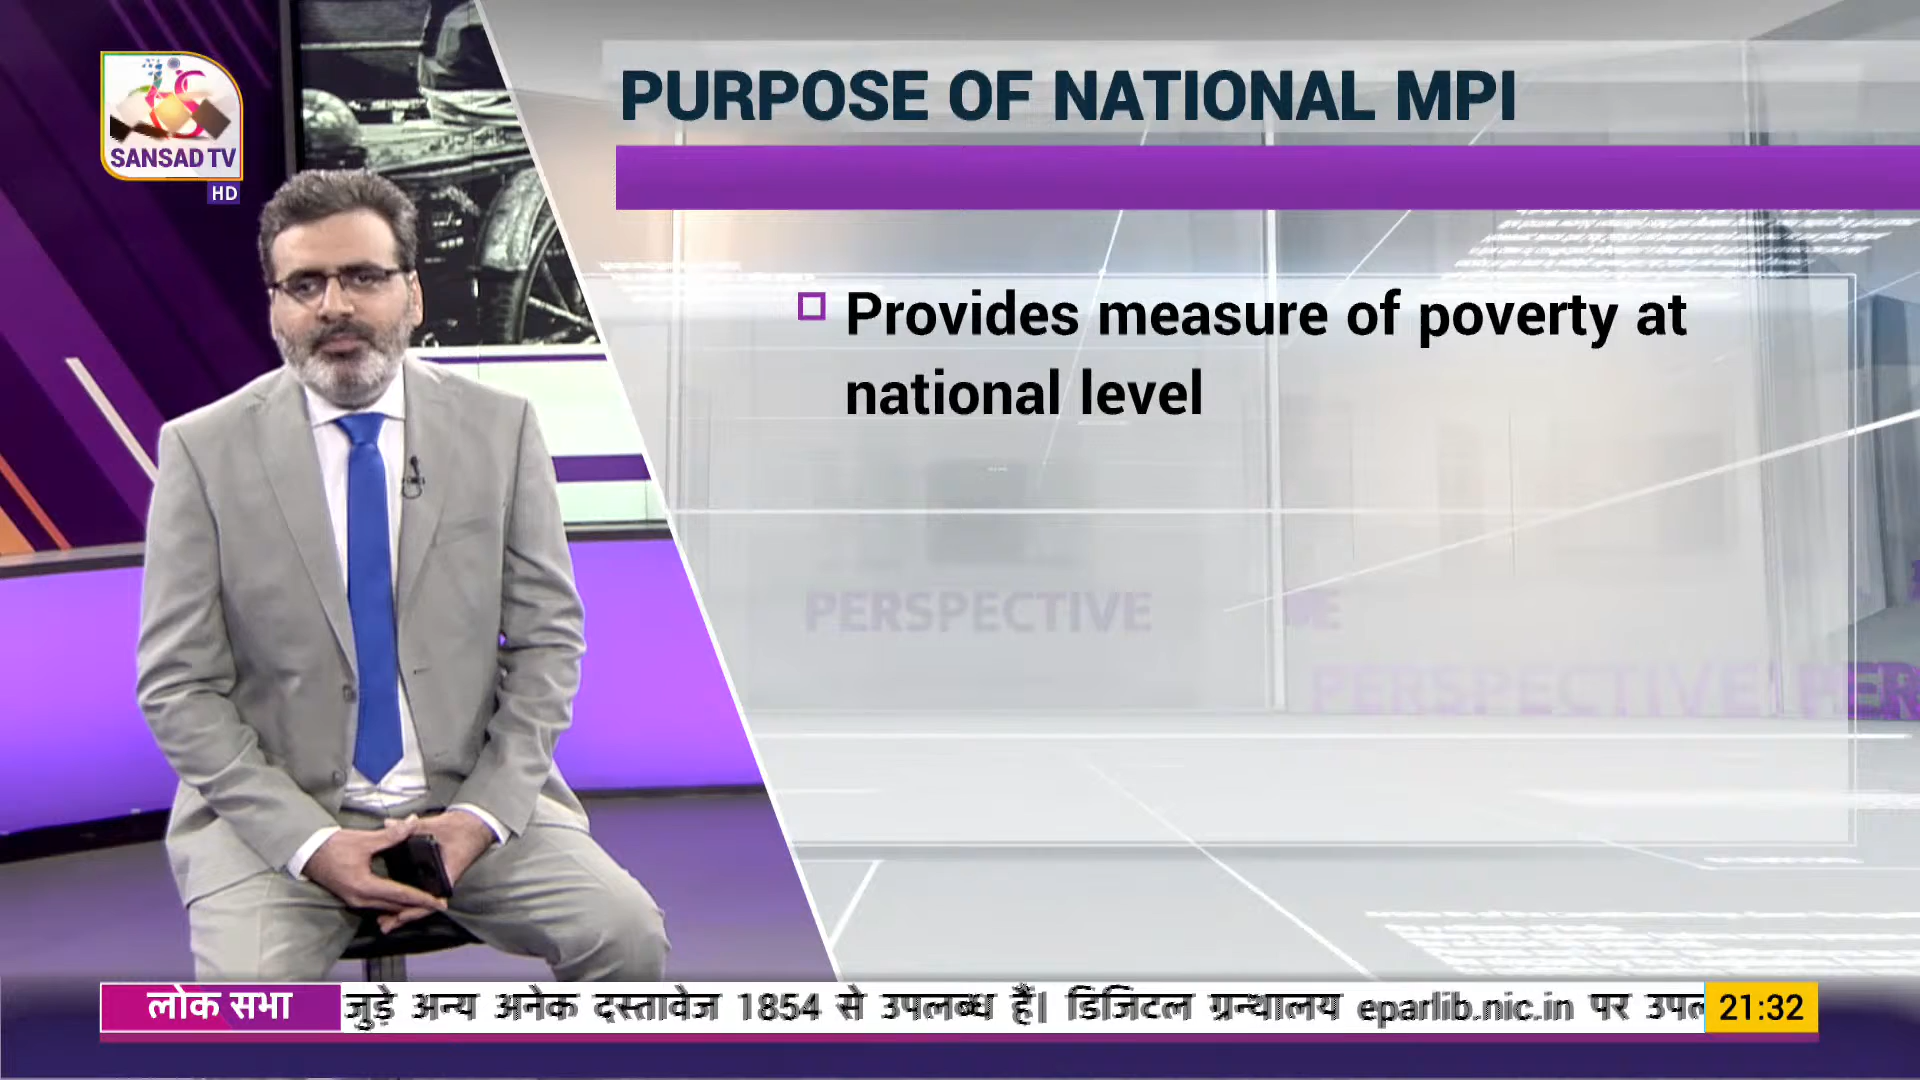 SANSAD TV
HD
PURPOSE OF NATIONAL MPI
Provides measure of poverty at
national level
PERSPECTIVE
PERSPECTIVE
लोक सभा
जुड़े अन्य अनेक दस्तावेज 1854 से उपलब्ध हैं। डिजिटल ग्रन्थालय eparlib.nic.in पर
21:32